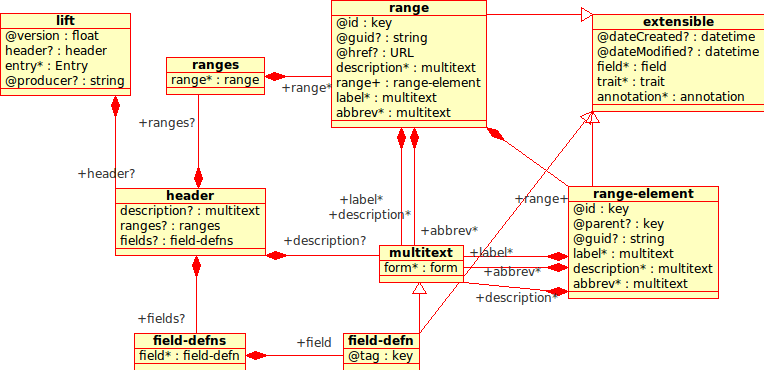 lift
@version : float
header? : header
entry* : Entry
@producer? : string
ranges
range* : range
+range*
range
@id : key
@guid? : string
@href? : URL
description* : multitext
range+ : range-element
label* : multitext
abbrev* : multitext
extensible
@dateCreated? : datetime
@dateModified? : datetime
field* : field
trait* : trait
annotation* : annotation
+ranges?
+header?
header
description? : multitext
ranges? : ranges
fields? : field-defns
+label*
+description*
+abbrev*
+range+
range-element
@id : key
@parent? : key
@guid? : string
label* : multitext
description* : multitext
abbrev* : multitext
+description?
multitext
form* : form
+label*
+abbrev*
+description*
+fields?
field-defns
field* : field-defn
+field
field-defn
@tag : key